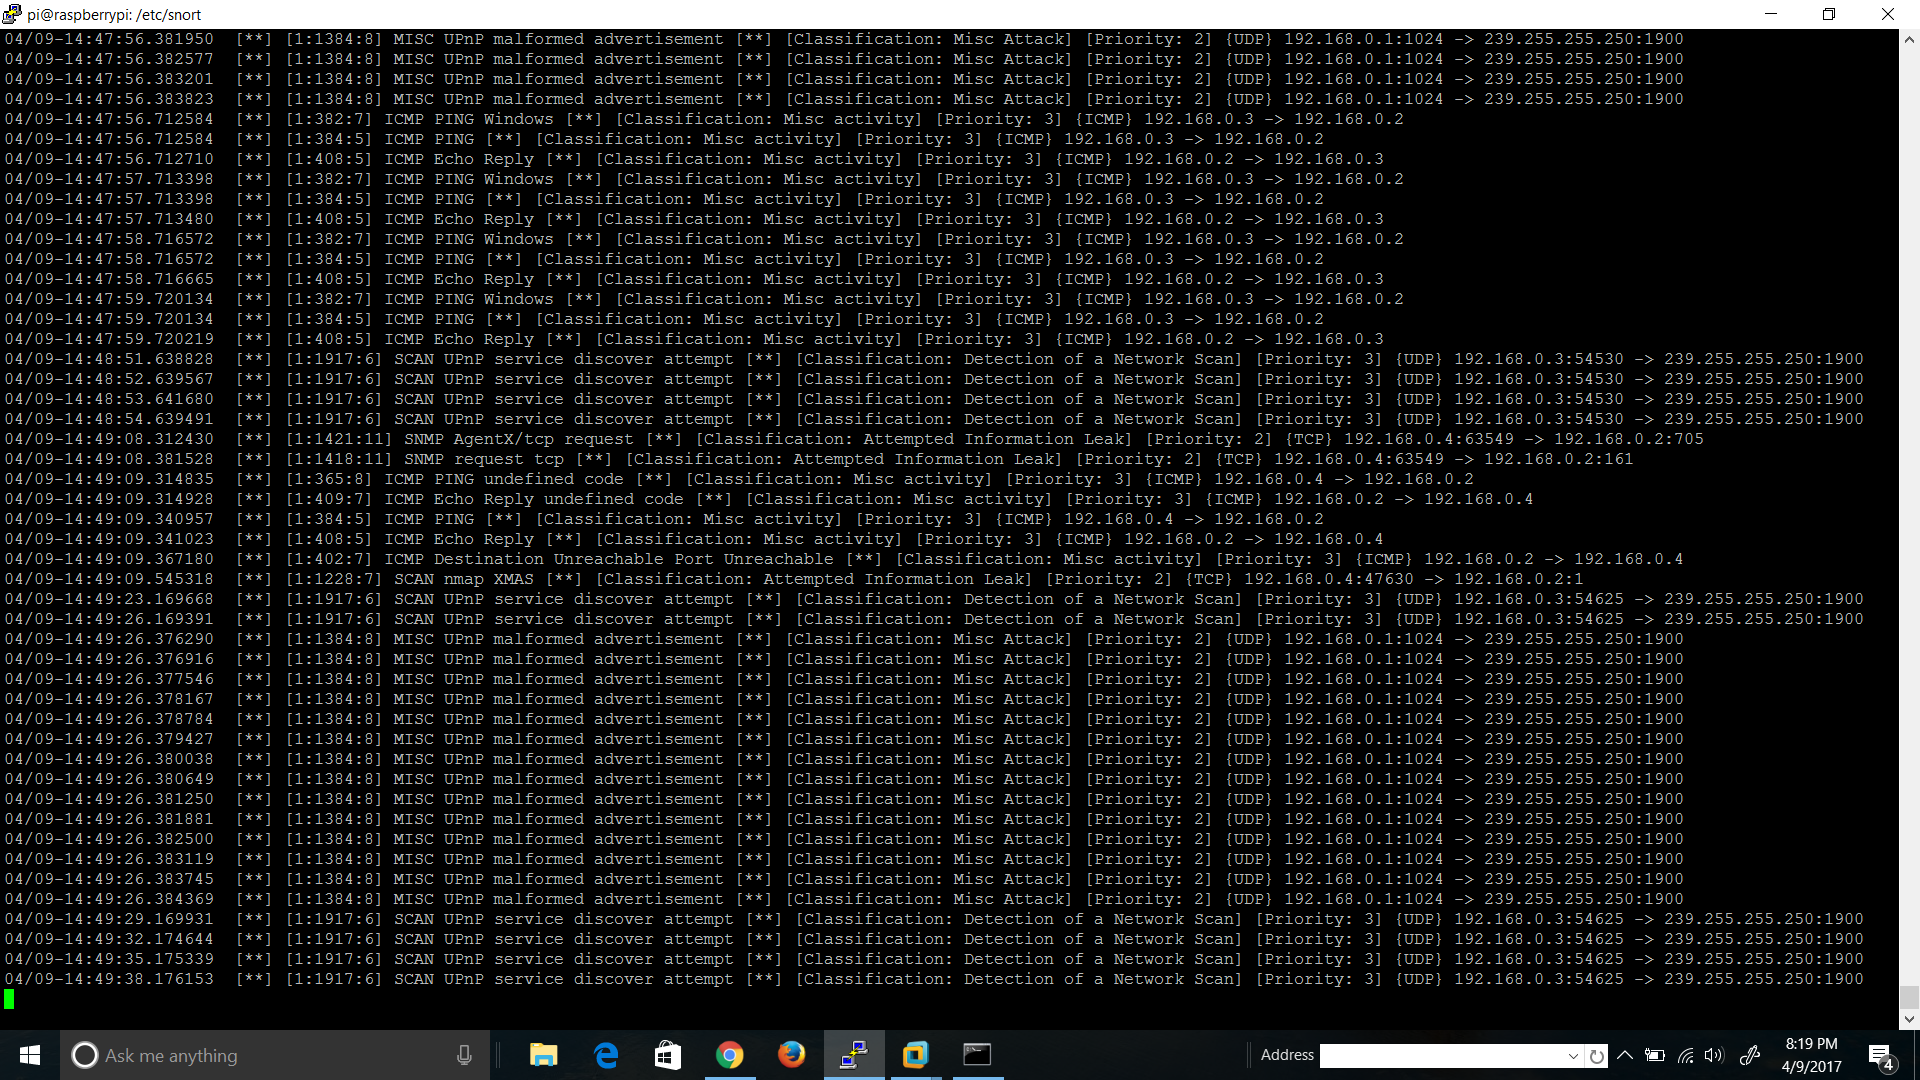 pi@raspberrypi: /etc/snort
04/09-14:47:56.381950  [**] [1:1384:8] MISC UPnP malformed advertisement [**] [Classification: Misc Attack] [Priority: 2] {UDP} 192.168.0.1:1024 -> 239.255.255.250:1900
04/09-14:47:56.382577  [**] [1:1384:8] MISC UPnP malformed advertisement [**] [Classification: Misc Attack] [Priority: 2] {UDP} 192.168.0.1:1024 -> 239.255.255.250:1900
04/09-14:47:56.383201  [**] [1:1384:8] MISC UPnP malformed advertisement [**] [Classification: Misc Attack] [Priority: 2] {UDP} 192.168.0.1:1024 -> 239.255.255.250:1900
04/09-14:47:56.383823  [**] [1:1384:8] MISC UPnP malformed advertisement [**] [Classification: Misc Attack] [Priority: 2] {UDP} 192.168.0.1:1024 -> 239.255.255.250:1900
04/09-14:47:56.712584  [**] [1:382:7] ICMP PING Windows [**] [Classification: Misc activity] [Priority: 3] {ICMP} 192.168.0.3 -> 192.168.0.2
04/09-14:47:56.712584  [**] [1:384:5] ICMP PING [**] [Classification: Misc activity] [Priority: 3] {ICMP} 192.168.0.3 -> 192.168.0.2
04/09-14:47:56.712710  [**] [1:408:5] ICMP Echo Reply [**] [Classification: Misc activity] [Priority: 3] {ICMP} 192.168.0.2 -> 192.168.0.3
04/09-14:47:57.713398  [**] [1:382:7] ICMP PING Windows [**] [Classification: Misc activity] [Priority: 3] {ICMP} 192.168.0.3 -> 192.168.0.2
04/09-14:47:57.713398  [**] [1:384:5] ICMP PING [**] [Classification: Misc activity] [Priority: 3] {ICMP} 192.168.0.3 -> 192.168.0.2
04/09-14:47:57.713480  [**] [1:408:5] ICMP Echo Reply [**] [Classification: Misc activity] [Priority: 3] {ICMP} 192.168.0.2 -> 192.168.0.3
04/09-14:47:58.716572  [**] [1:382:7] ICMP PING Windows [**] [Classification: Misc activity] [Priority: 3] {ICMP} 192.168.0.3 -> 192.168.0.2
04/09-14:47:58.716572  [**] [1:384:5] ICMP PING [**] [Classification: Misc activity] [Priority: 3] {ICMP} 192.168.0.3 -> 192.168.0.2
04/09-14:47:58.716665  [**] [1:408:5] ICMP Echo Reply [**] [Classification: Misc activity] [Priority: 3] {ICMP} 192.168.0.2 -> 192.168.0.3
04/09-14:47:59.720134  [**] [1:382:7] ICMP PING Windows [**] [Classification: Misc activity] [Priority: 3] {ICMP} 192.168.0.3 -> 192.168.0.2
04/09-14:47:59.720134  [**] [1:384:5] ICMP PING [**] [Classification: Misc activity] [Priority: 3] {ICMP} 192.168.0.3 -> 192.168.0.2
04/09-14:47:59.720219  [**] [1:408:5] ICMP Echo Reply [**] [Classification: Misc activity] [Priority: 3] {ICMP} 192.168.0.2 -> 192.168.0.3
04/09-14:48:51.638828  [**] [1:1917:6] SCAN UPnP service discover attempt [**] [Classification: Detection of a Network Scan] [Priority: 3] {UDP} 192.168.0.3:54530 -> 239.255.255.250:1900
04/09-14:48:52.639567  [**] [1:1917:6] SCAN UPnP service discover attempt [**] [Classification: Detection of a Network Scan] [Priority: 3] {UDP} 192.168.0.3:54530 -> 239.255.255.250:1900
04/09-14:48:53.641680  [**] [1:1917:6] SCAN UPnP service discover attempt [**] [Classification: Detection of a Network Scan] [Priority: 3] {UDP} 192.168.0.3:54530 -> 239.255.255.250:1900
04/09-14:48:54.639491  [**] [1:1917:6] SCAN UPnP service discover attempt [**] [Classification: Detection of a Network Scan] [Priority: 3] {UDP} 192.168.0.3:54530 -> 239.255.255.250:1900
04/09-14:49:08.312430  [**] [1:1421:11] SNMP AgentX/tcp request [**] [Classification: Attempted Information Leak] [Priority: 2] {TCP} 192.168.0.4:63549 -> 192.168.0.2:705
04/09-14:49:08.381528  [**] [1:1418:11] SNMP request tcp [**] [Classification: Attempted Information Leak] [Priority: 2] {TCP} 192.168.0.4:63549 -> 192.168.0.2:161
04/09-14:49:09.314835  [**] [1:365:8] ICMP PING undefined code [**] [Classification: Misc activity] [Priority: 3] {ICMP} 192.168.0.4 -> 192.168.0.2
04/09-14:49:09.314928  [**] [1:409:7] ICMP Echo Reply undefined code [**] [Classification: Misc activity] [Priority: 3] {ICMP} 192.168.0.2 -> 192.168.0.4
04/09-14:49:09.340957  [**] [1:384:5] ICMP PING [**] [Classification: Misc activity] [Priority: 3] {ICMP} 192.168.0.4 -> 192.168.0.2
04/09-14:49:09.341023  [**] [1:408:5] ICMP Echo Reply [**] [Classification: Misc activity] [Priority: 3] {ICMP} 192.168.0.2 -> 192.168.0.4
04/09-14:49:09.367180  [**] [1:402:7] ICMP Destination Unreachable Port Unreachable [**] [Classification: Misc activity] [Priority: 3] {ICMP} 192.168.0.2 -> 192.168.0.4
04/09-14:49:09.545318  [**] [1:1228:7] SCAN nmap XMAS [**] [Classification: Attempted Information Leak] [Priority: 2] {TCP} 192.168.0.4:47630 -> 192.168.0.2:1
04/09-14:49:23.169668  [**] [1:1917:6] SCAN UPnP service discover attempt [**] [Classification: Detection of a Network Scan] [Priority: 3] {UDP} 192.168.0.3:54625 -> 239.255.255.250:1900
04/09-14:49:26.169391  [**] [1:1917:6] SCAN UPnP service discover attempt [**] [Classification: Detection of a Network Scan] [Priority: 3] {UDP} 192.168.0.3:54625 -> 239.255.255.250:1900
04/09-14:49:26.376290  [**] [1:1384:8] MISC UPnP malformed advertisement [**] [Classification: Misc Attack] [Priority: 2] {UDP} 192.168.0.1:1024 -> 239.255.255.250:1900
04/09-14:49:26.376916  [**] [1:1384:8] MISC UPnP malformed advertisement [**] [Classification: Misc Attack] [Priority: 2] {UDP} 192.168.0.1:1024 -> 239.255.255.250:1900
04/09-14:49:26.377546  [**] [1:1384:8] MISC UPnP malformed advertisement [**] [Classification: Misc Attack] [Priority: 2] {UDP} 192.168.0.1:1024 -> 239.255.255.250:1900
04/09-14:49:26.378167  [**] [1:1384:8] MISC UPnP malformed advertisement [**] [Classification: Misc Attack] [Priority: 2] {UDP} 192.168.0.1:1024 -> 239.255.255.250:1900
04/09-14:49:26.378784  [**] [1:1384:8] MISC UPnP malformed advertisement [**] [Classification: Misc Attack] [Priority: 2] {UDP} 192.168.0.1:1024 -> 239.255.255.250:1900
04/09-14:49:26.379427  [**] [1:1384:8] MISC UPnP malformed advertisement [**] [Classification: Misc Attack] [Priority: 2] {UDP} 192.168.0.1:1024 -> 239.255.255.250:1900
04/09-14:49:26.380038  [**] [1:1384:8] MISC UPnP malformed advertisement [**] [Classification: Misc Attack] [Priority: 2] {UDP} 192.168.0.1:1024 -> 239.255.255.250:1900
04/09-14:49:26.380649  [**] [1:1384:8] MISC UPnP malformed advertisement [**] [Classification: Misc Attack] [Priority: 2] {UDP} 192.168.0.1:1024 -> 239.255.255.250:1900
04/09-14:49:26.381250  [**] [1:1384:8] MISC UPnP malformed advertisement [**] [Classification: Misc Attack] [Priority: 2] {UDP} 192.168.0.1:1024 -> 239.255.255.250:1900
04/09-14:49:26.381881  [**] [1:1384:8] MISC UPnP malformed advertisement [**] [Classification: Misc Attack] [Priority: 2] {UDP} 192.168.0.1:1024 -> 239.255.255.250:1900
04/09-14:49:26.382500  [**] [1:1384:8] MISC UPnP malformed advertisement [**] [Classification: Misc Attack] [Priority: 2] {UDP} 192.168.0.1:1024 -> 239.255.255.250:1900
04/09-14:49:26.383119  [**] [1:1384:8] MISC UPnP malformed advertisement [**] [Classification: Misc Attack] [Priority: 2] {UDP} 192.168.0.1:1024 -> 239.255.255.250:1900
04/09-14:49:26.383745  [**] [1:1384:8] MISC UPnP malformed advertisement [**] [Classification: Misc Attack] [Priority: 2] {UDP} 192.168.0.1:1024 -> 239.255.255.250:1900
04/09-14:49:26.384369  [**] [1:1384:8] MISC UPnP malformed advertisement [**] [Classification: Misc Attack] [Priority: 2] {UDP} 192.168.0.1:1024 -> 239.255.255.250:1900
04/09-14:49:29.169931  [**] [1:1917:6] SCAN UPnP service discover attempt [**] [Classification: Detection of a Network Scan] [Priority: 3] {UDP} 192.168.0.3:54625 -> 239.255.255.250:1900
04/09-14:49:32.174644  [**] [1:1917:6] SCAN UPnP service discover attempt [**] [Classification: Detection of a Network Scan] [Priority: 3] {UDP} 192.168.0.3:54625 -> 239.255.255.250:1900
04/09-14:49:35.175339  [**] [1:1917:6] SCAN UPnP service discover attempt [**] [Classification: Detection of a Network Scan] [Priority: 3] {UDP} 192.168.0.3:54625 -> 239.255.255.250:1900
04/09-14:49:38.176153  [**] [1:1917:6] SCAN UPnP service discover attempt [**] [Classification: Detection of a Network Scan] [Priority: 3] {UDP} 192.168.0.3:54625 -> 239.255.255.250:1900
Ask me anything
Address
8:19 PM
4/9/2017
4